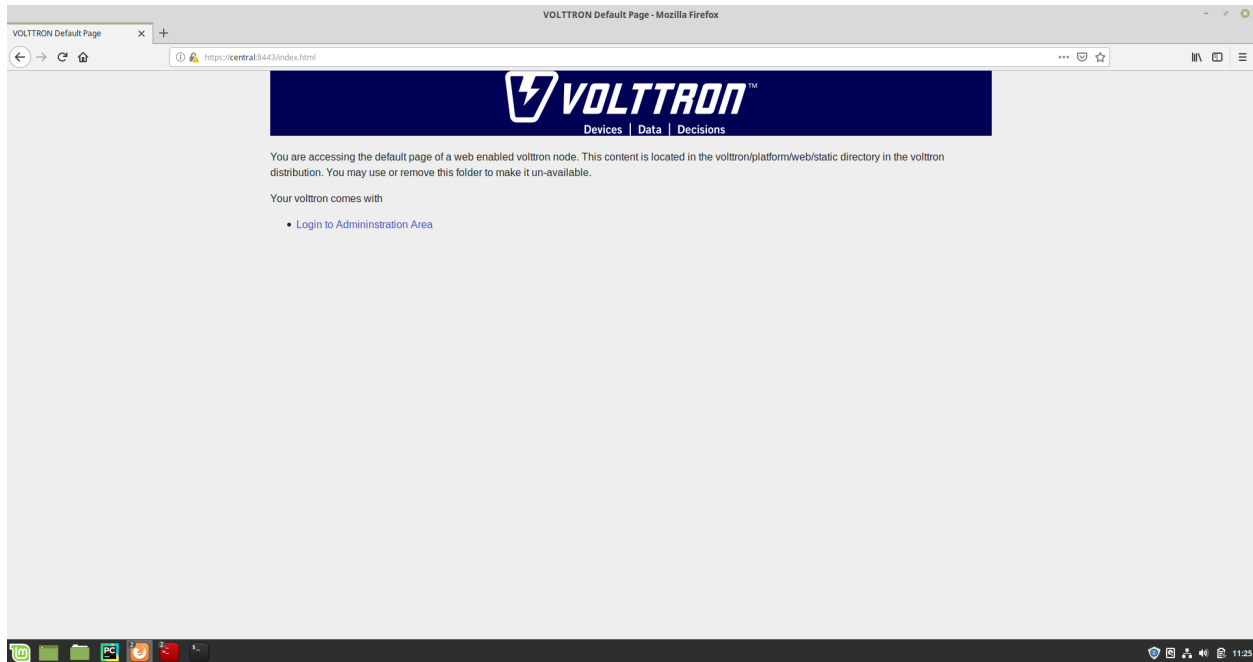 VOLTTRON Default Page - Mozilla Firefox
VOLTTRON Default Page
https://central:8443/index.html
VOLTTRON™
Devices | Data | Decisions
You are accessing the default page of a web enabled volttron node. This content is located in the volttron/platform/web/static directory in the volttron
distribution. You may use or remove this folder to make it un-available.
Your volttron comes with
• Login to Admininstration Area
PC
2
2
11:25